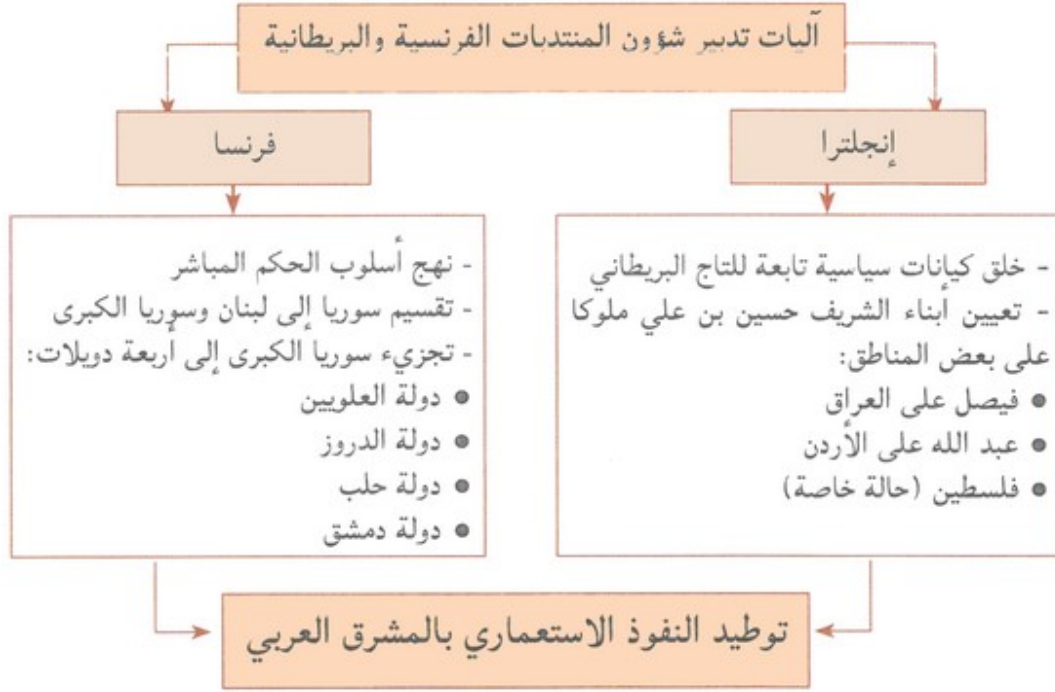 آليات تدبير شؤون المنتدبات الفرنسية والبريطانية
إنجلترا
- خلق كيانات سياسية تابعة للتاج البريطاني
- تعيين أبناء الشريف حسين بن علي ملوكا
على بعض المناطق:
● فيصل على العراق
● عبد الله على الأردن
● فلسطين (حالة خاصة)
فرنسا
- نهج أسلوب الحكم المباشر
- تقسيم سوريا إلى لبنان وسوريا الكبرى
- تجزيء سوريا الكبرى إلى أربعة دويلات:
● دولة العلويين
● دولة الدروز
● دولة حلب
● دولة دمشق
توطيد النفوذ الاستعماري بالمشرق العربي